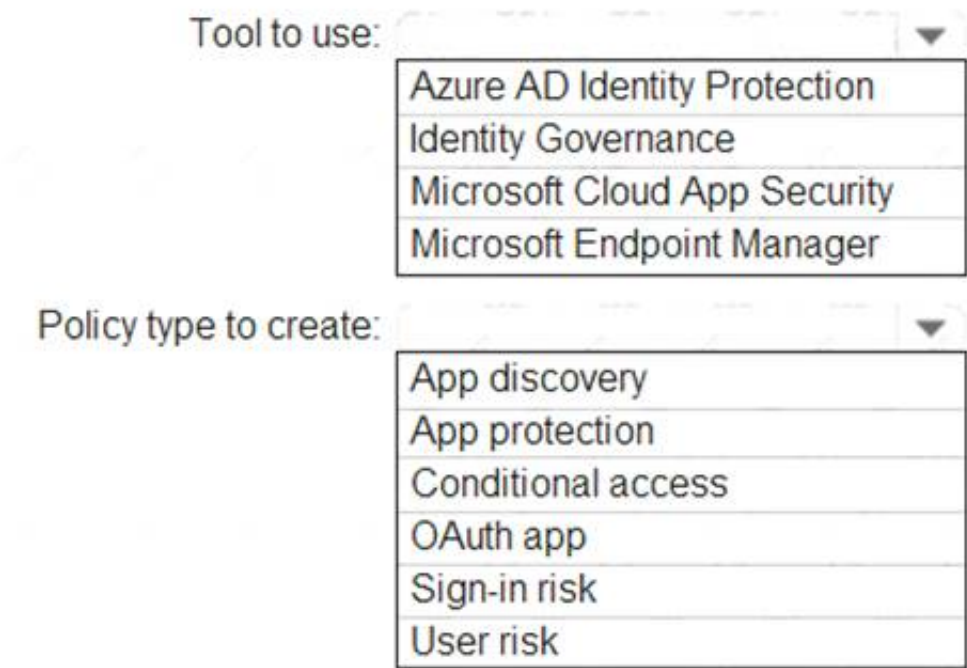 Tool to use:
Azure AD Identity Protection
Identity Governance
Microsoft Cloud App Security
Microsoft Endpoint Manager
Policy type to create:
App discovery
App protection
Conditional access
OAuth app
Sign-in risk
User risk